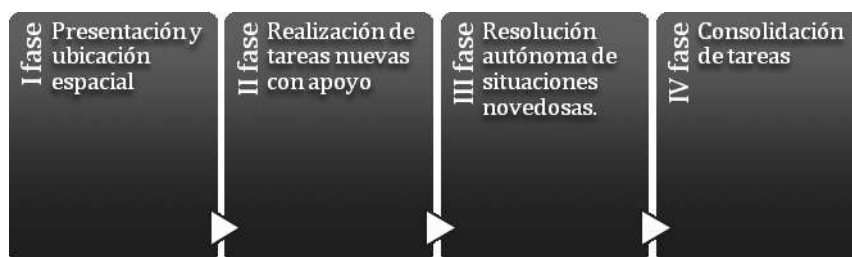 I fase
Presentación y
ubicación
espacial
II fase
Realización de
tareas nuevas
con apoyo
III fase
Resolución
autónoma de
situaciones
novedosas.
IV fase
Consolidación
de tareas